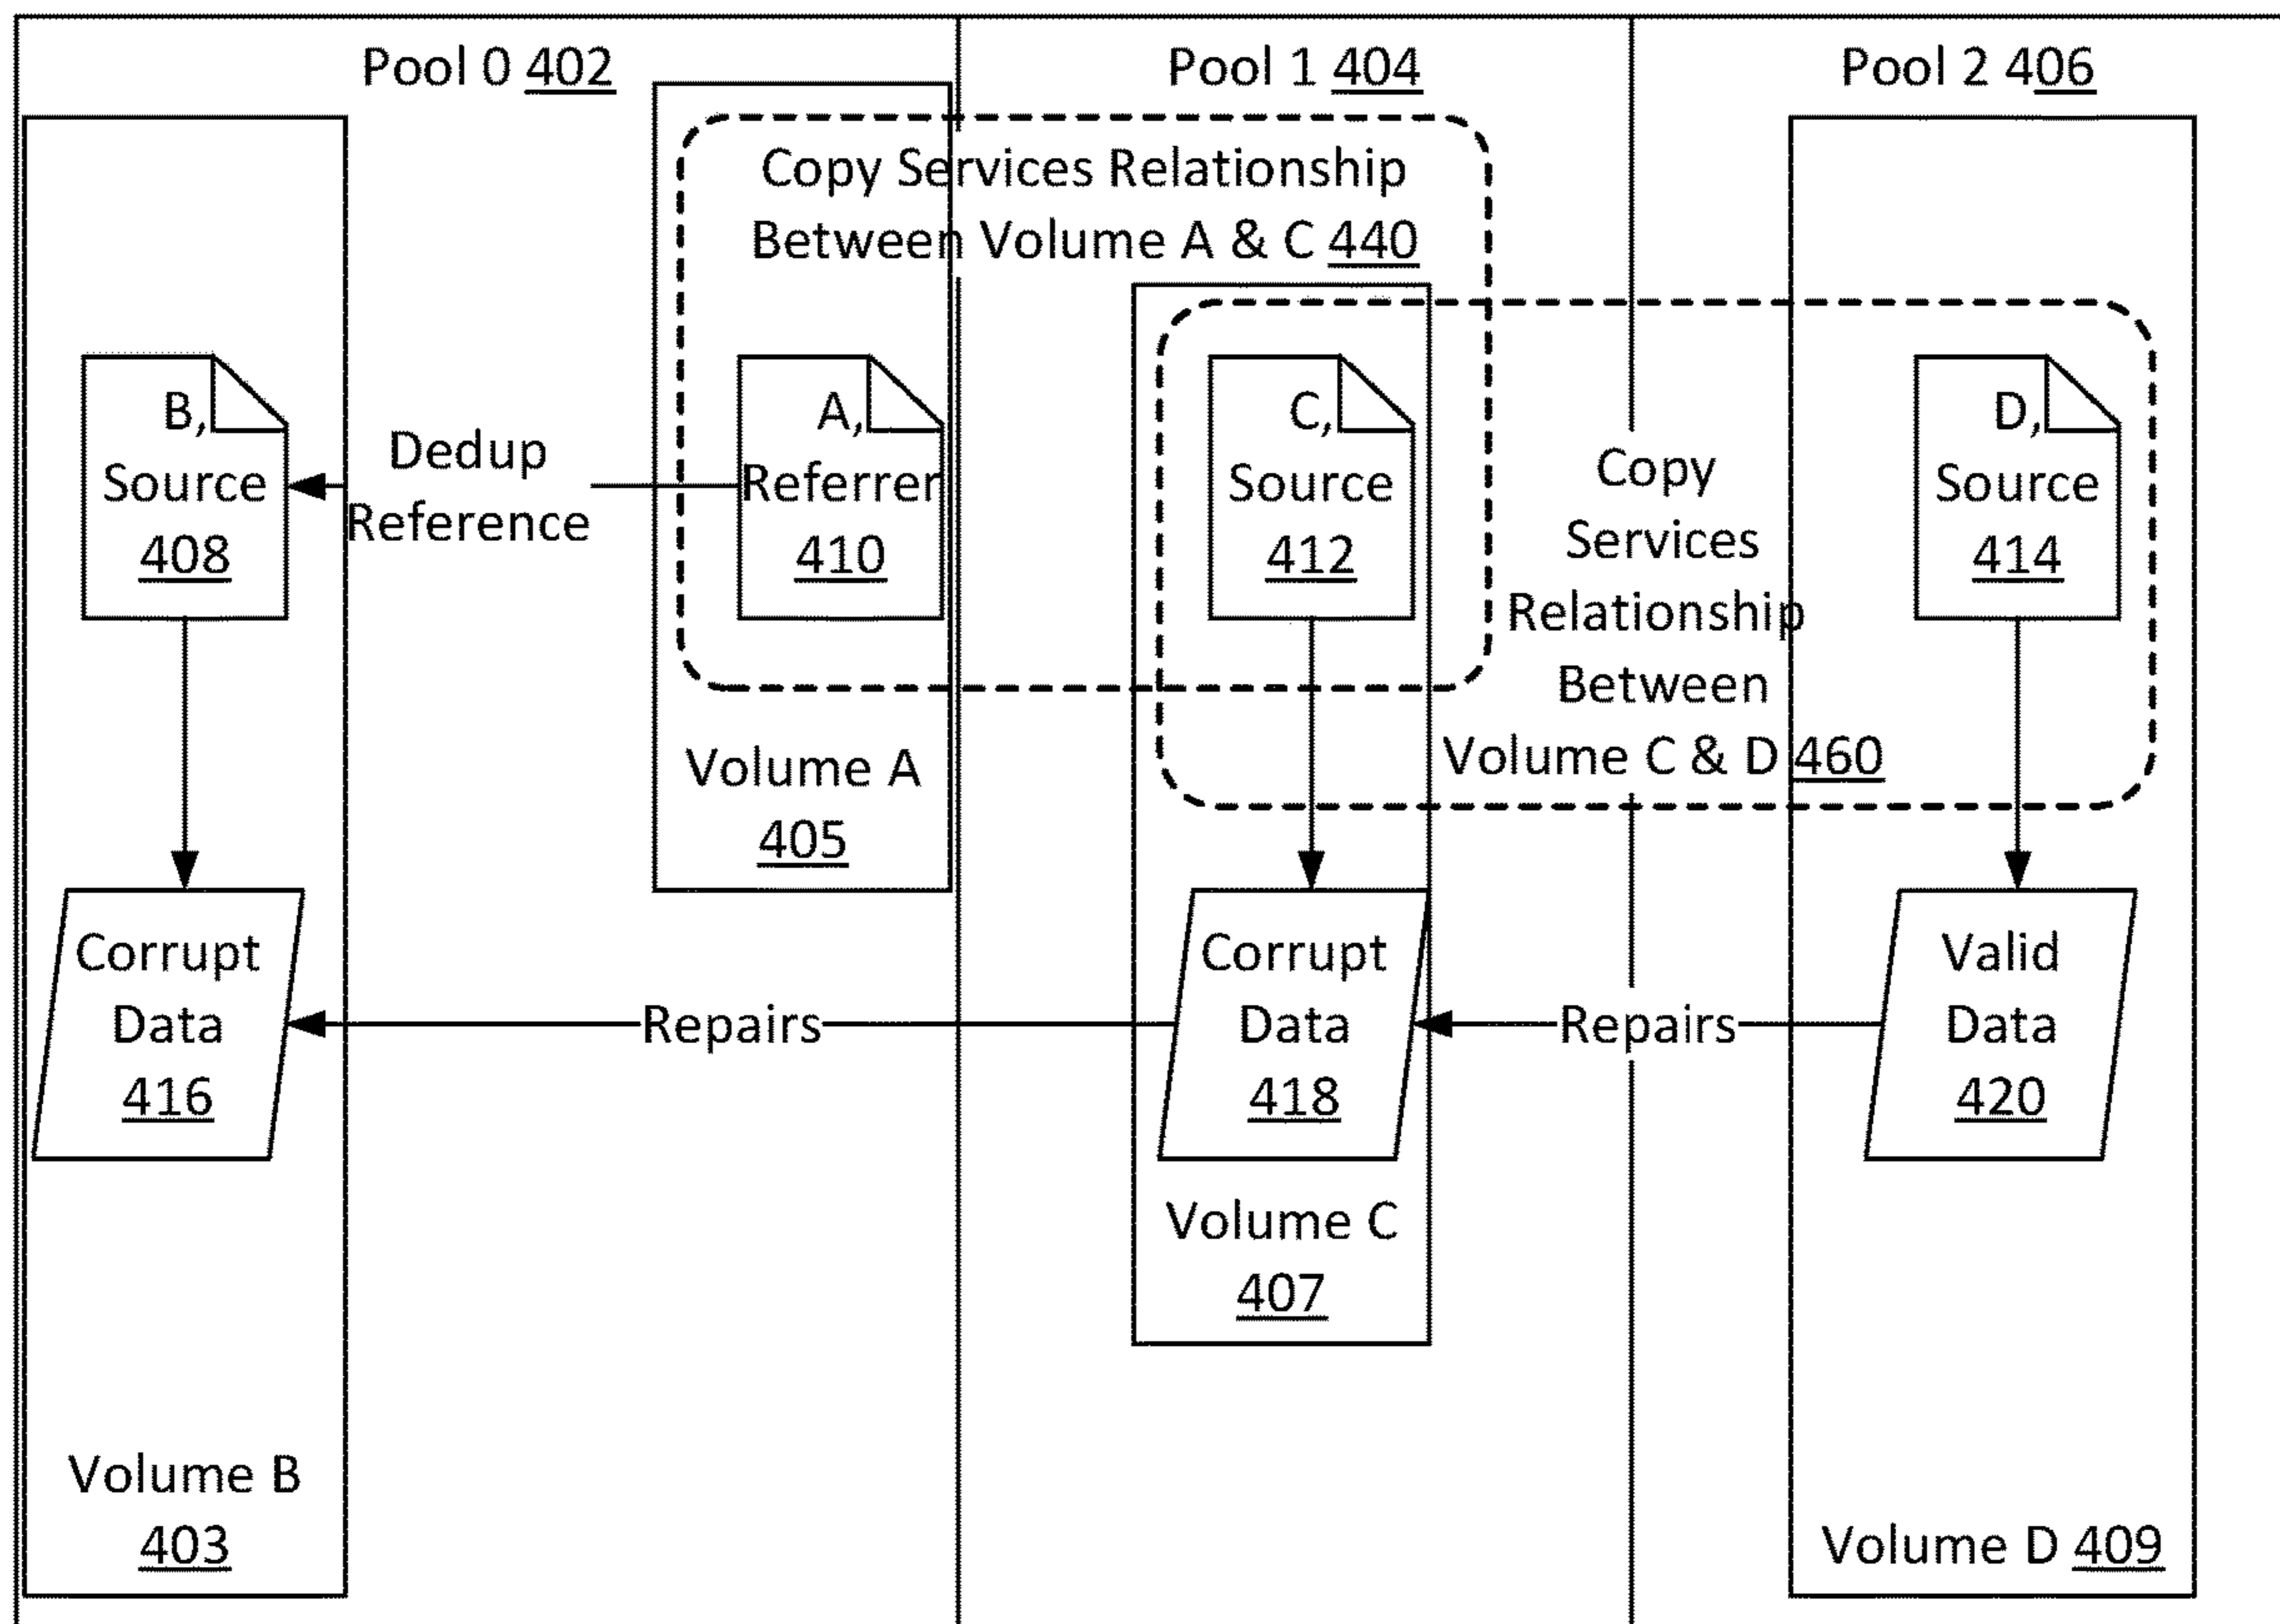 Pool 0 402
Pool 1 404
Pool 2 406
Copy Services Relationship
Between Volume A & C 440
B,
Source
408
Dedup
Reference
A,
Referrer
410
C,
Source
412
Copy
Services
Relationship
Between
Volume C & D 460
D,
Source
414
Volume A
405
Corrupt
Data
416
Repairs
Corrupt
Data
418
Repairs
Valid
Data
420
Volume C
407
Volume B
403
Volume D 409